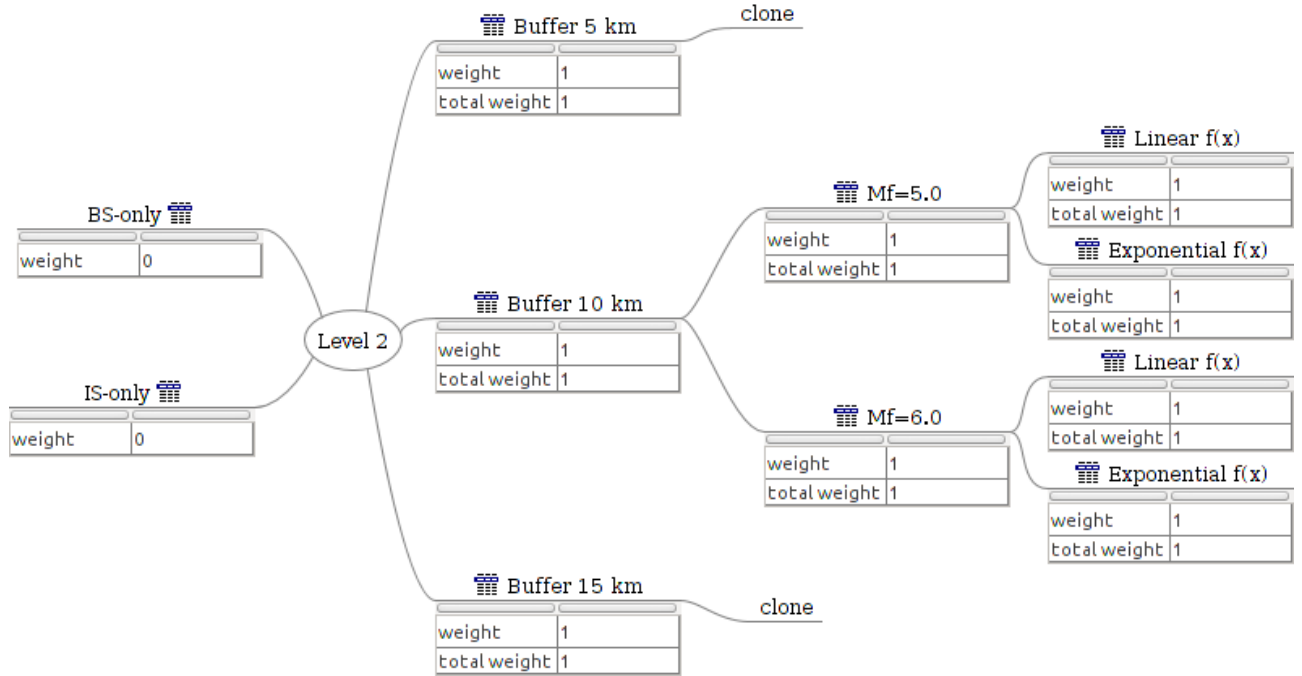 BS-only
weight 0
IS-only
weight 0
Level 2
Buffer 5 km
weight 1
total weight 1
clone
Buffer 10 km
weight 1
total weight 1
Mf=5.0
weight 1
total weight 1
Linear f(x)
weight 1
total weight 1
Exponential f(x)
weight 1
total weight 1
Mf=6.0
weight 1
total weight 1
Linear f(x)
weight 1
total weight 1
Exponential f(x)
weight 1
total weight 1
Buffer 15 km
weight 1
total weight 1
clone